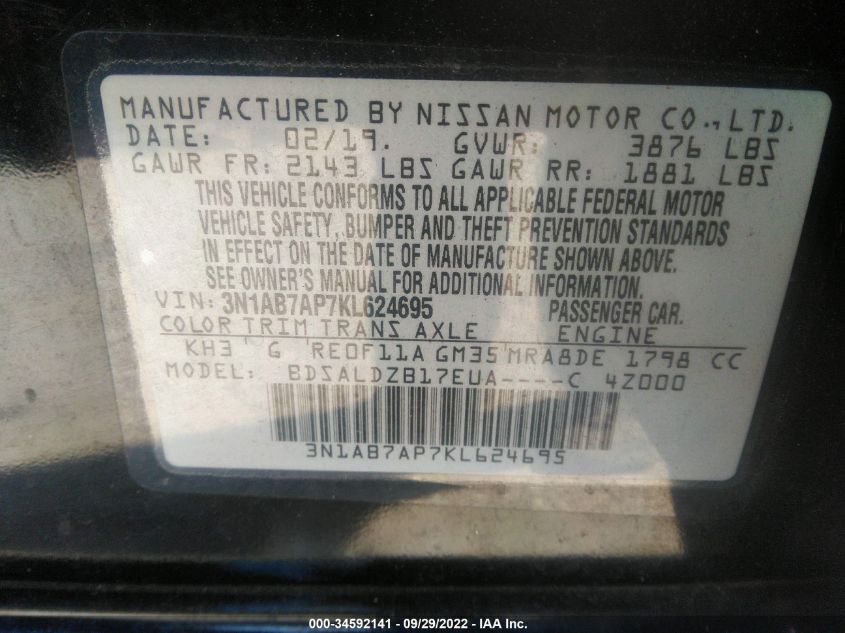 MANUFACTURED BY NISSAN MOTOR CO., LTD.
DATE: 02/19. GVWR: 3876 LBS
GAWR FR: 2143 LBS GAWR RR: 1881 LBS
THIS VEHICLE CONFORMS TO ALL APPLICABLE FEDERAL MOTOR
VEHICLE SAFETY, BUMPER AND THEFT PREVENTION STANDARDS
IN EFFECT ON THE DATE OF MANUFACTURE SHOWN ABOVE.
SEE OWNER'S MANUAL FOR ADDITIONAL INFORMATION.
VIN: 3N1AB7AP7KL624695 PASSENGER CAR.
COLOR TRIM TRANS AXLE ENGINE
KH3 G RE0F11A GM35 MRA8DE 1798 CC
MODEL: BDSALDZB17EUA----C 4Z000
3N1AB7AP7KL624695
000-34592141 - 09/29/2022 - IAA Inc.